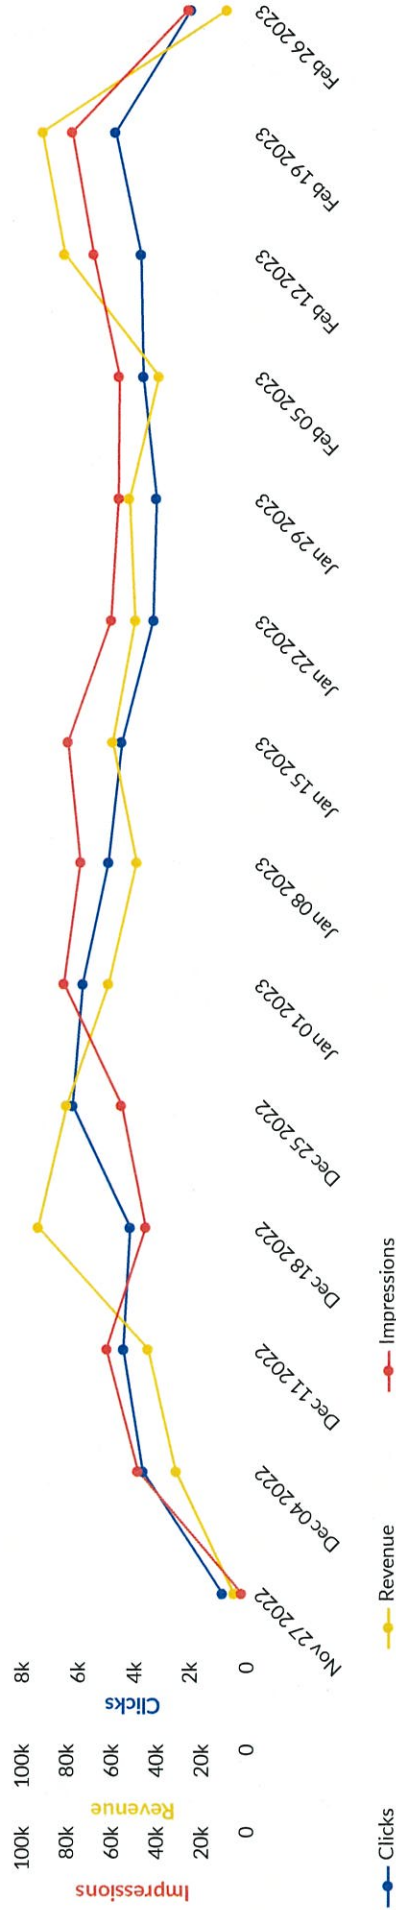 Impressions
100k
80k
60k
40k
20k
0
Revenue
100k
80k
60k
40k
20k
0
Clicks
8k
6k
4k
2k
0
Nov 27 2022
Dec 04 2022
Dec 11 2022
Dec 18 2022
Dec 25 2022
Jan 01 2023
Jan 08 2023
Jan 15 2023
Jan 22 2023
Jan 29 2023
Feb 05 2023
Feb 12 2023
Feb 19 2023
Feb 26 2023
Clicks
Revenue
Impressions